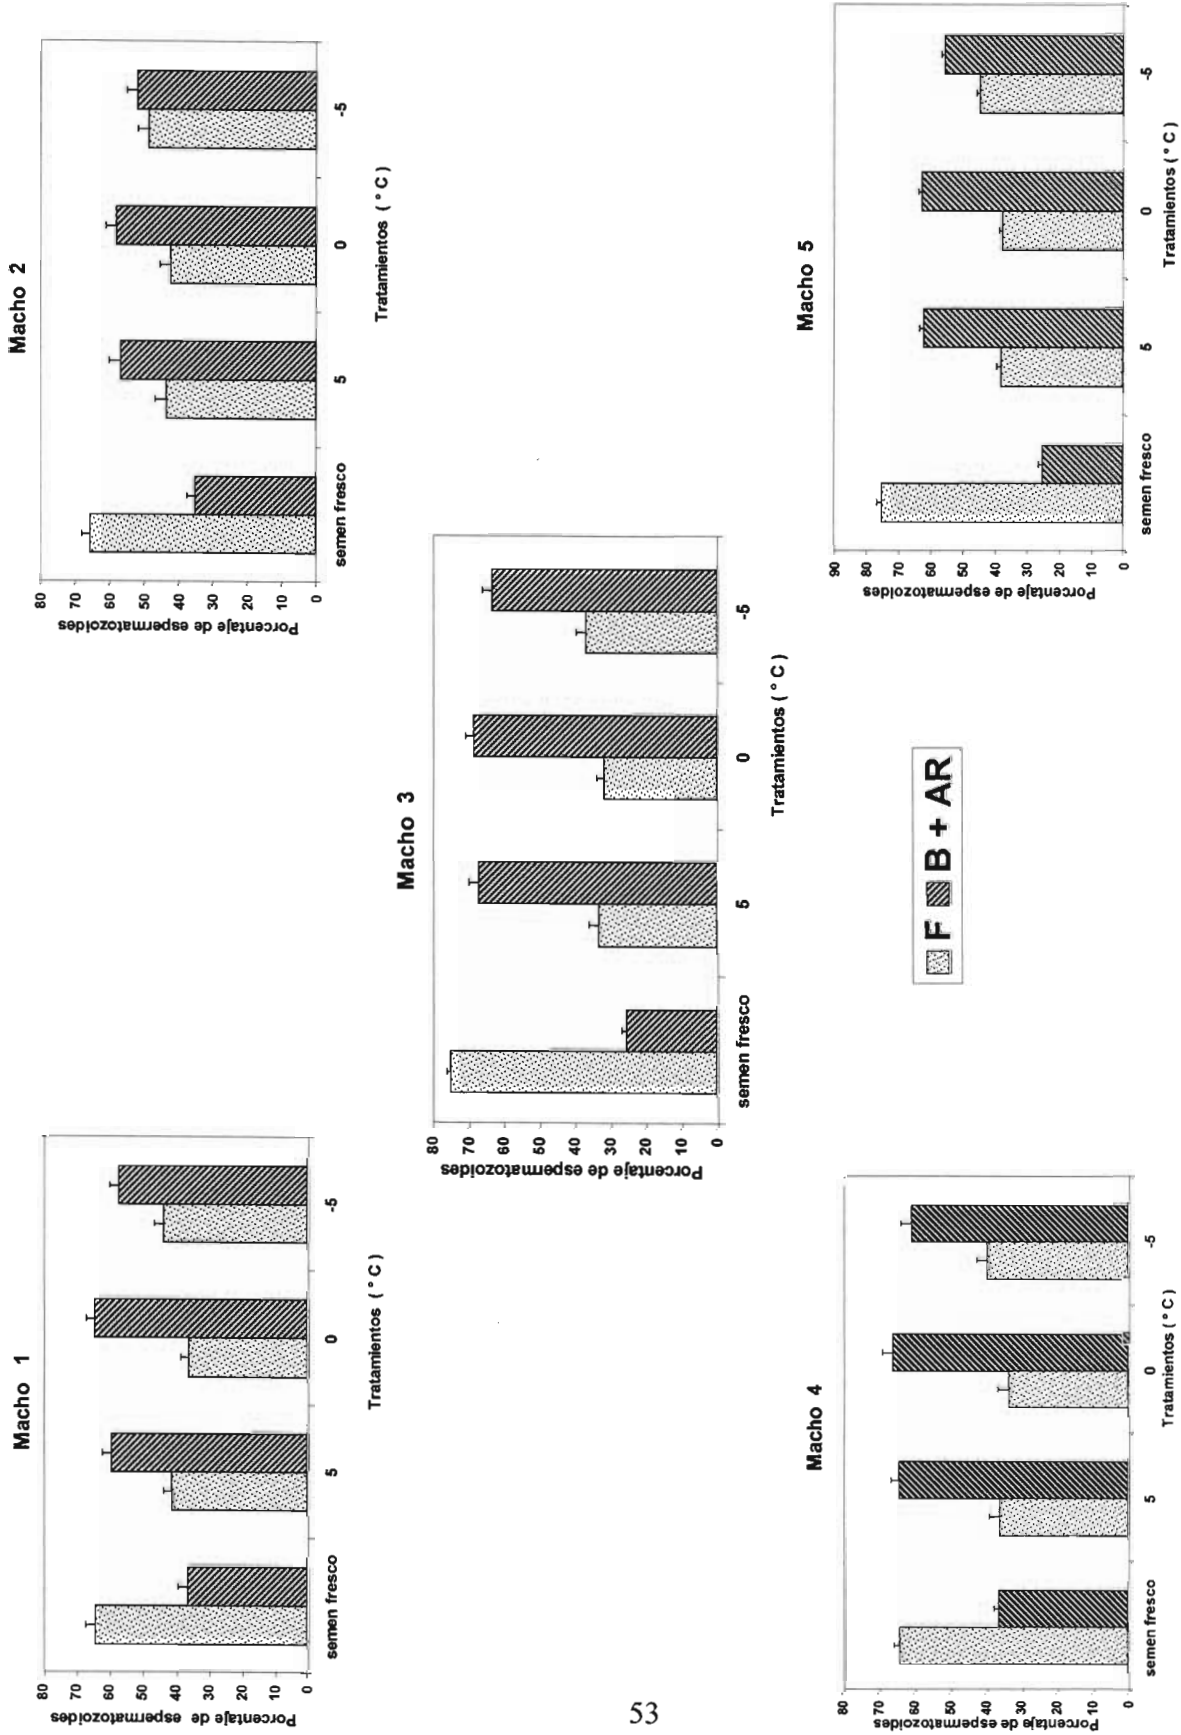 Macho 1
Porcentaje de espermatozoides
80
70
60
50
40
30
20
10
0
semen fresco 5 0 -5
Tratamientos ( ° C )
Macho 2
Porcentaje de espermatozoides
80
70
60
50
40
30
20
10
0
semen fresco 5 0 -5
Tratamientos ( ° C )
Macho 3
Porcentaje de espermatozoides
80
70
60
50
40
30
20
10
0
semen fresco 5 0 -5
Tratamientos ( ° C )
Macho 4
Porcentaje de espermatozoides
80
70
60
50
40
30
20
10
0
semen fresco 5 0 -5
Tratamientos ( ° C )
Macho 5
Porcentaje de espermatozoides
90
80
70
60
50
40
30
20
10
0
semen fresco 5 0 -5
Tratamientos ( ° C )
F B + AR
53